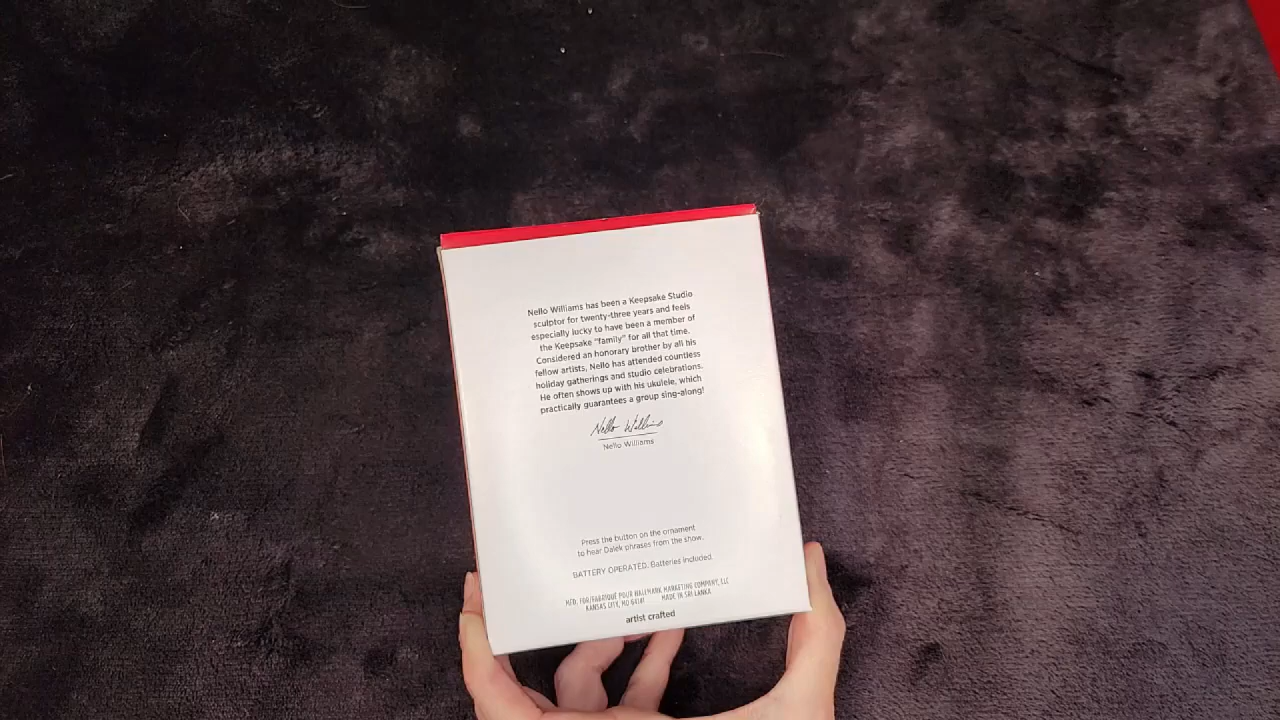 Nello Williams has been a Keepsake Studio
sculptor for twenty-three years and feels
especially lucky to have been a member of
the Keepsake "family" for all that time.
Considered an honorary brother by all his
fellow artists, Nello has attended countless
holiday gatherings and studio celebrations.
He often shows up with his ukulele, which
practically guarantees a group sing-along!
Nello Williams
Nello Williams
Press the button on the ornament
to hear Dalek phrases from the show.
BATTERY OPERATED. Batteries included.
MFD. FOR/FABRIQUÉ POUR HALLMARK MARKETING COMPANY, LLC
KANSAS CITY, MO 64141 MADE IN SRI LANKA
artist crafted